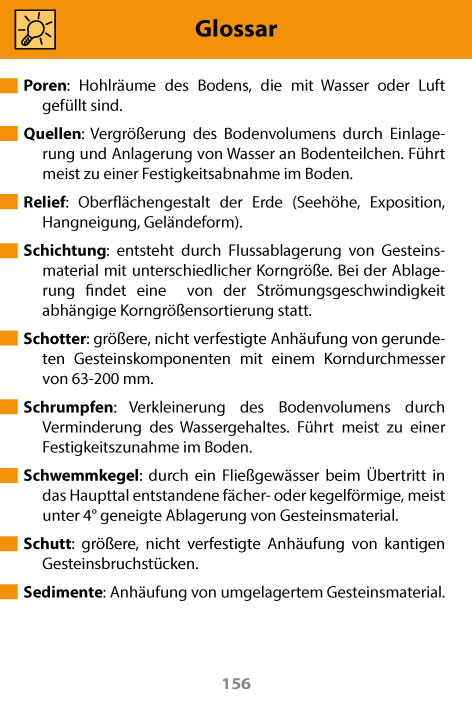 Glossar
Poren: Hohlräume des Bodens, die mit Wasser oder Luft
gefüllt sind.
Quellen: Vergrößerung des Bodenvolumens durch Einlage-
rung und Anlagerung von Wasser an Bodenteilchen. Führt
meist zu einer Festigkeitsabnahme im Boden.
Relief: Oberflächengestalt der Erde (Seehöhe, Exposition,
Hangneigung, Geländeform).
Schichtung: entsteht durch Flussablagerung von Gesteins-
material mit unterschiedlicher Korngröße. Bei der Ablage-
rung findet eine von der Strömungsgeschwindigkeit
abhängige Korngrößensortierung statt.
Schotter: größere, nicht verfestigte Anhäufung von gerunde-
ten Gesteinskomponenten mit einem Korndurchmesser
von 63-200 mm.
Schrumpfen: Verkleinerung des Bodenvolumens durch
Verminderung des Wassergehaltes. Führt meist zu einer
Festigkeitszunahme im Boden.
Schwemmkegel: durch ein Fließgewässer beim Übertritt in
das Haupttal entstandene fächer- oder kegelförmige, meist
unter 4° geneigte Ablagerung von Gesteinsmaterial.
Schutt: größere, nicht verfestigte Anhäufung von kantigen
Gesteinsbruchstücken.
Sedimente: Anhäufung von umgelagertem Gesteinsmaterial.
156